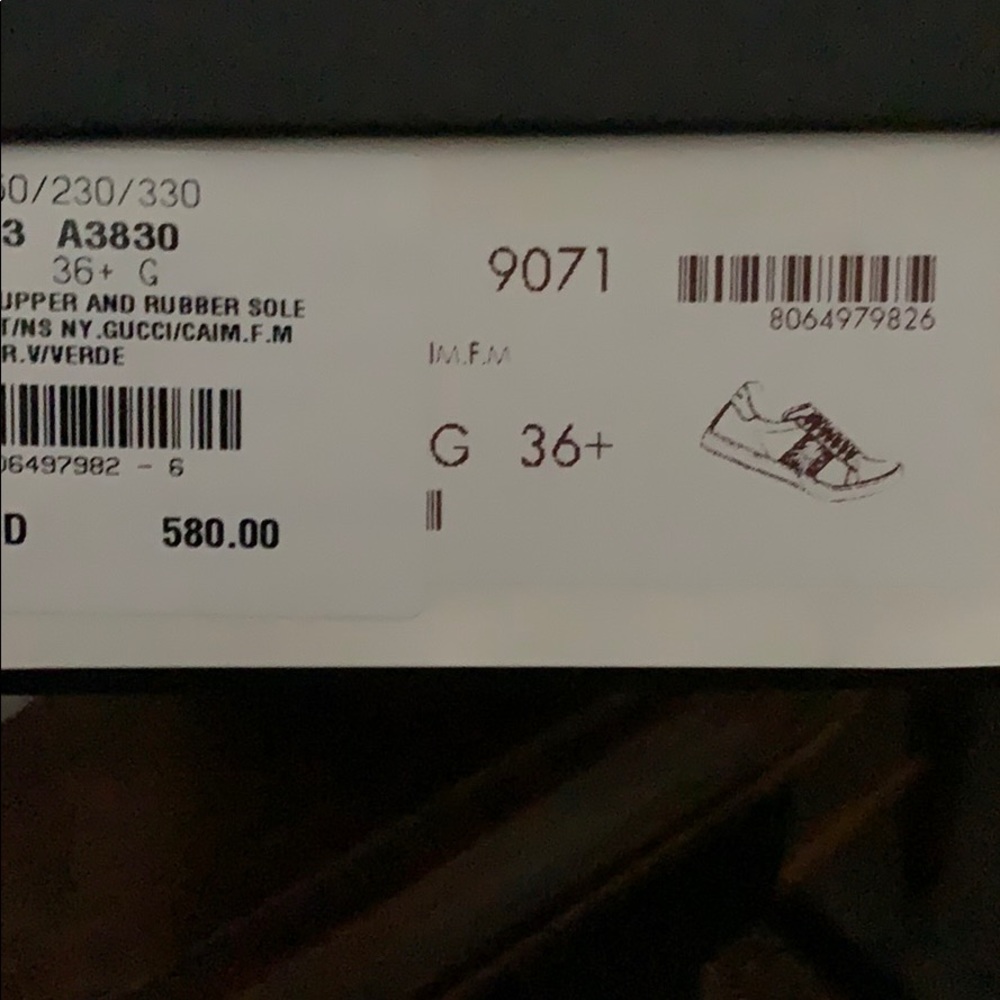 0/230/330
3 A3830
36+ G
UPPER AND RUBBER SOLE
T/NS NY.GUCCI/CAIM.F.M
R.V/VERDE
06497982 - 6
D 580.00
9071
8064979826
IM.F.M
G 36+